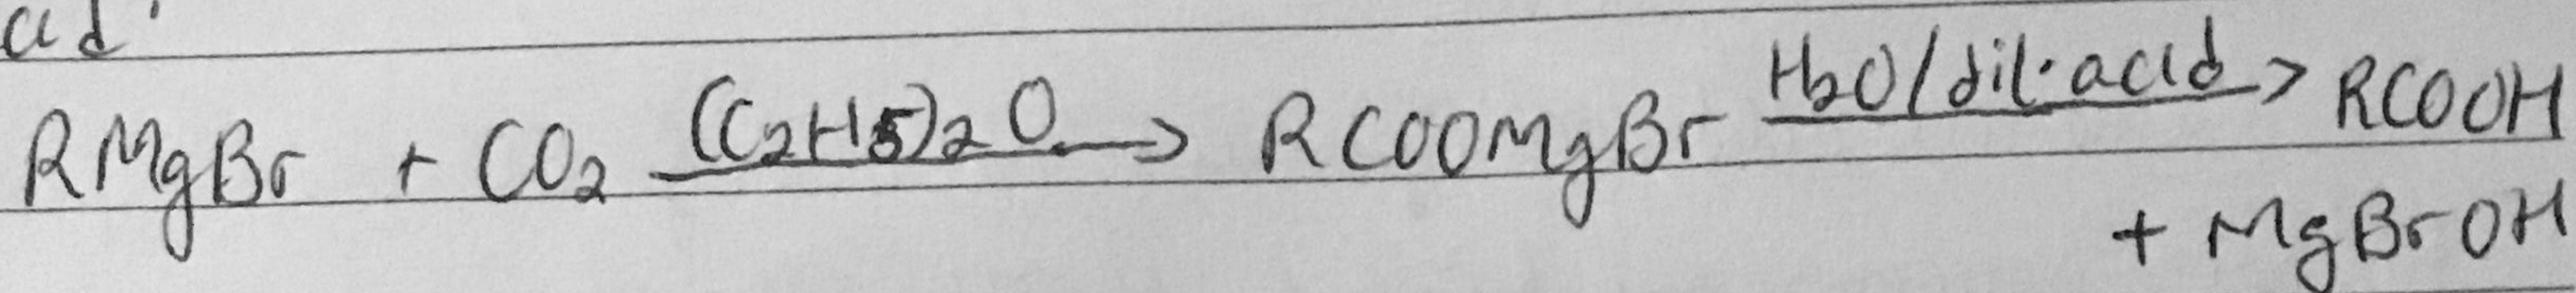 RMgBr + CO2 (C2H5)2O → RCOOMgBr H2O/dil. acid → RCOOH
+ MgBrOH